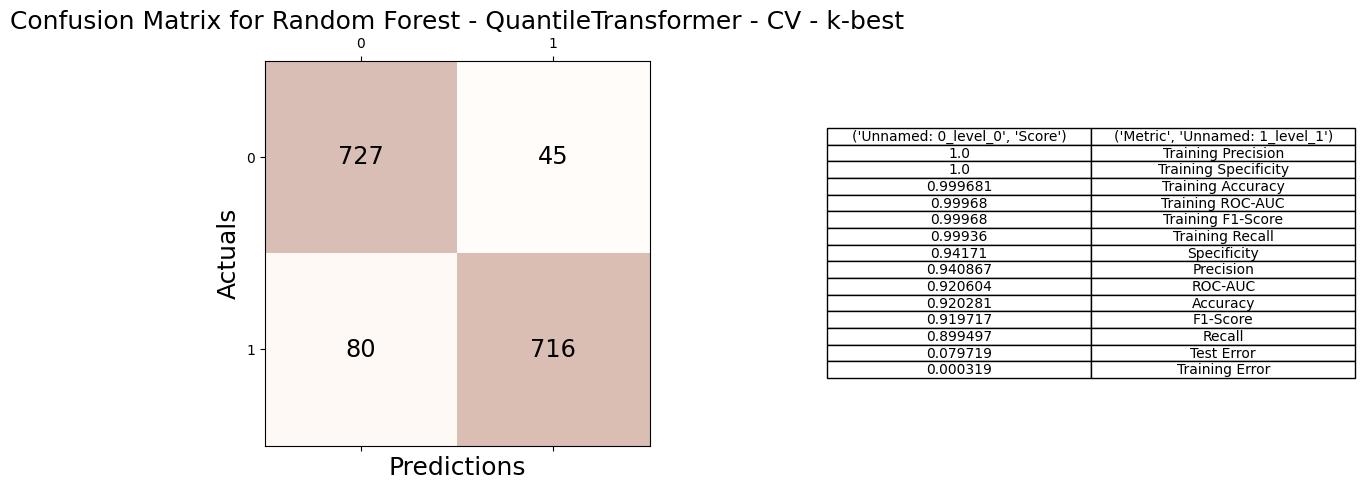 Confusion Matrix for Random Forest - QuantileTransformer - CV - k-best
0 1
0 727 45
1 80 716
Actuals
Predictions
('Unnamed: 0_level_0', 'Score') ('Metric', 'Unnamed: 1_level_1')
1.0 Training Precision
1.0 Training Specificity
0.999681 Training Accuracy
0.99968 Training ROC-AUC
0.99968 Training F1-Score
0.99936 Training Recall
0.94171 Specificity
0.940867 Precision
0.920604 ROC-AUC
0.920281 Accuracy
0.919717 F1-Score
0.899497 Recall
0.079719 Test Error
0.000319 Training Error